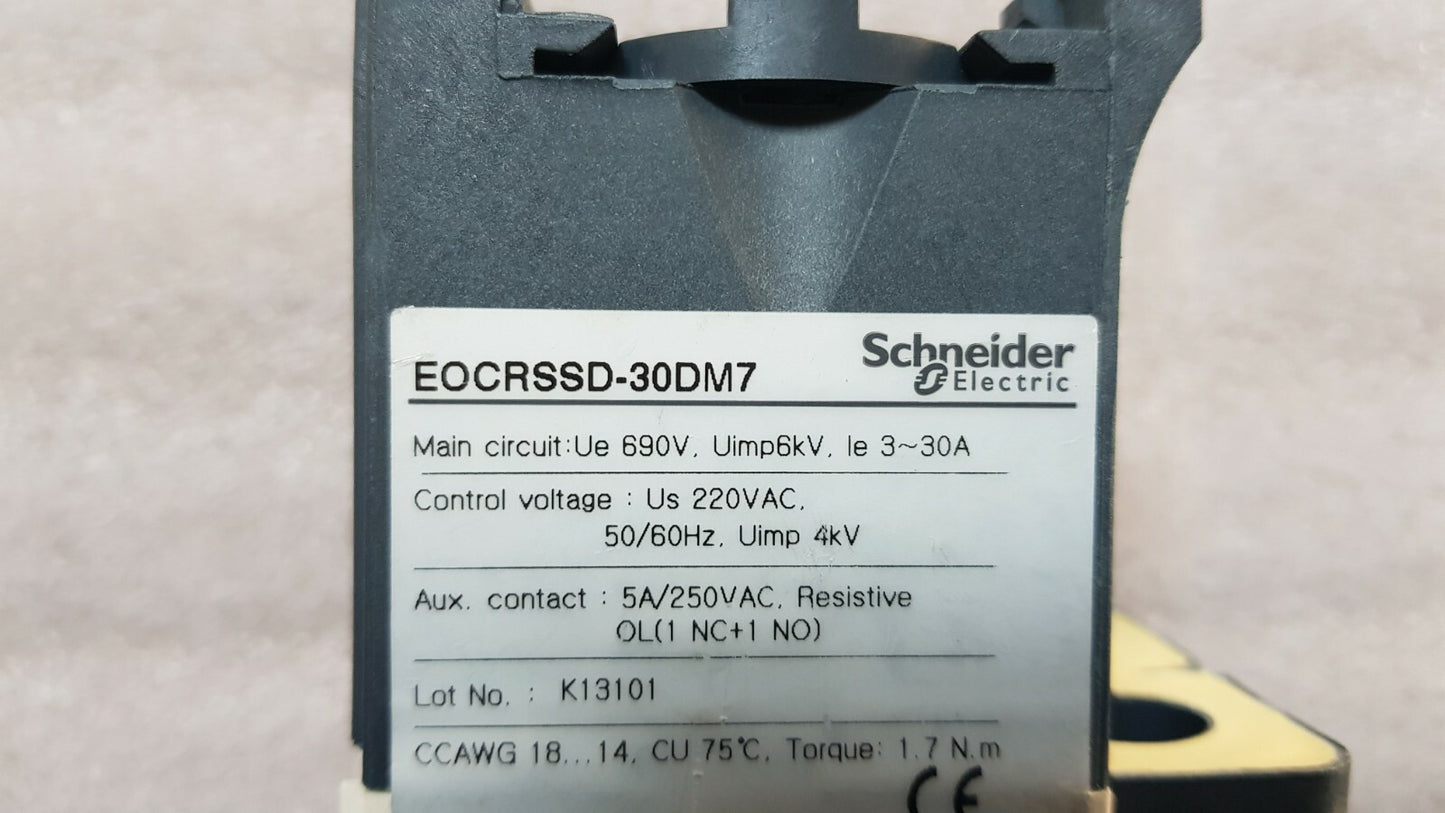 EOCRSSD-30DM7
Schneider
Electric
Main circuit:Ue 690V, Uimp6kV, Ie 3~30A
Control voltage : Us 220VAC,
50/60Hz, Uimp 4kV
Aux. contact : 5A/250VAC, Resistive
OL(1 NC+1 NO)
Lot No. : K13101
CCAWG 18...14, CU 75℃, Torque: 1.7 N.m
CE